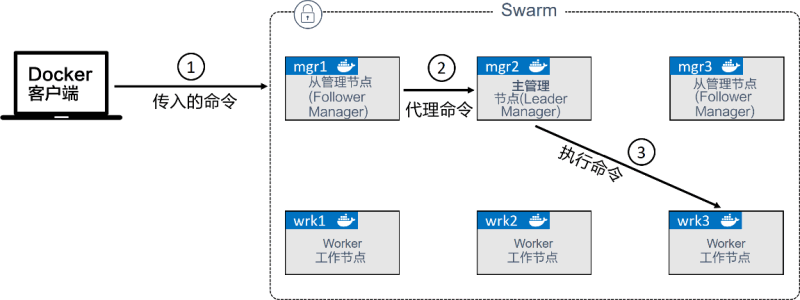 Swarm
Docker
客户端
1
传入的命令
mgr1
从管理节点
(Follower
Manager)
2
代理命令
mgr2
主管理
节点(Leader
Manager)
mgr3
从管理节点
(Follower
Manager)
3
执行命令
wrk1
Worker
工作节点
wrk2
Worker
工作节点
wrk3
Worker
工作节点